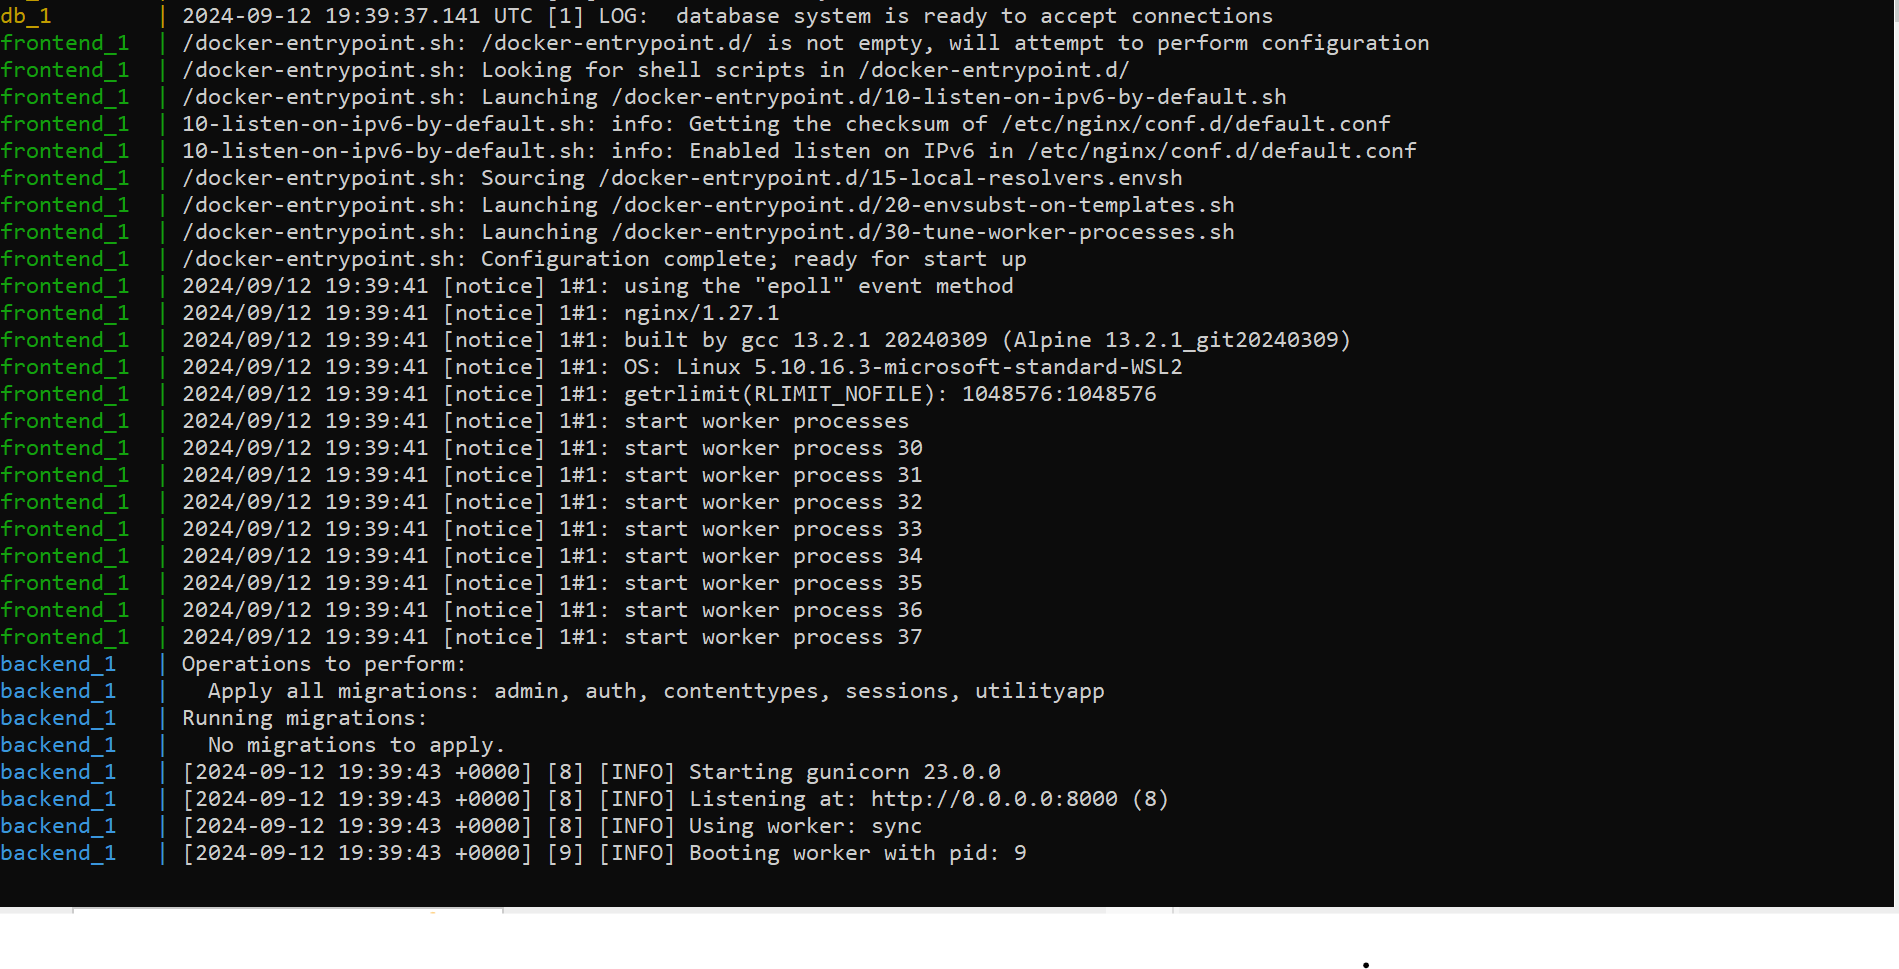 db_1 | 2024-09-12 19:39:37.141 UTC [1] LOG:  database system is ready to accept connections
frontend_1 | /docker-entrypoint.sh: /docker-entrypoint.d/ is not empty, will attempt to perform configuration
frontend_1 | /docker-entrypoint.sh: Looking for shell scripts in /docker-entrypoint.d/
frontend_1 | /docker-entrypoint.sh: Launching /docker-entrypoint.d/10-listen-on-ipv6-by-default.sh
frontend_1 | 10-listen-on-ipv6-by-default.sh: info: Getting the checksum of /etc/nginx/conf.d/default.conf
frontend_1 | 10-listen-on-ipv6-by-default.sh: info: Enabled listen on IPv6 in /etc/nginx/conf.d/default.conf
frontend_1 | /docker-entrypoint.sh: Sourcing /docker-entrypoint.d/15-local-resolvers.envsh
frontend_1 | /docker-entrypoint.sh: Launching /docker-entrypoint.d/20-envsubst-on-templates.sh
frontend_1 | /docker-entrypoint.sh: Launching /docker-entrypoint.d/30-tune-worker-processes.sh
frontend_1 | /docker-entrypoint.sh: Configuration complete; ready for start up
frontend_1 | 2024/09/12 19:39:41 [notice] 1#1: using the "epoll" event method
frontend_1 | 2024/09/12 19:39:41 [notice] 1#1: nginx/1.27.1
frontend_1 | 2024/09/12 19:39:41 [notice] 1#1: built by gcc 13.2.1 20240309 (Alpine 13.2.1_git20240309)
frontend_1 | 2024/09/12 19:39:41 [notice] 1#1: OS: Linux 5.10.16.3-microsoft-standard-WSL2
frontend_1 | 2024/09/12 19:39:41 [notice] 1#1: getrlimit(RLIMIT_NOFILE): 1048576:1048576
frontend_1 | 2024/09/12 19:39:41 [notice] 1#1: start worker processes
frontend_1 | 2024/09/12 19:39:41 [notice] 1#1: start worker process 30
frontend_1 | 2024/09/12 19:39:41 [notice] 1#1: start worker process 31
frontend_1 | 2024/09/12 19:39:41 [notice] 1#1: start worker process 32
frontend_1 | 2024/09/12 19:39:41 [notice] 1#1: start worker process 33
frontend_1 | 2024/09/12 19:39:41 [notice] 1#1: start worker process 34
frontend_1 | 2024/09/12 19:39:41 [notice] 1#1: start worker process 35
frontend_1 | 2024/09/12 19:39:41 [notice] 1#1: start worker process 36
frontend_1 | 2024/09/12 19:39:41 [notice] 1#1: start worker process 37
backend_1 | Operations to perform:
backend_1 |   Apply all migrations: admin, auth, contenttypes, sessions, utilityapp
backend_1 | Running migrations:
backend_1 |   No migrations to apply.
backend_1 | [2024-09-12 19:39:43 +0000] [8] [INFO] Starting gunicorn 23.0.0
backend_1 | [2024-09-12 19:39:43 +0000] [8] [INFO] Listening at: http://0.0.0.0:8000 (8)
backend_1 | [2024-09-12 19:39:43 +0000] [8] [INFO] Using worker: sync
backend_1 | [2024-09-12 19:39:43 +0000] [9] [INFO] Booting worker with pid: 9